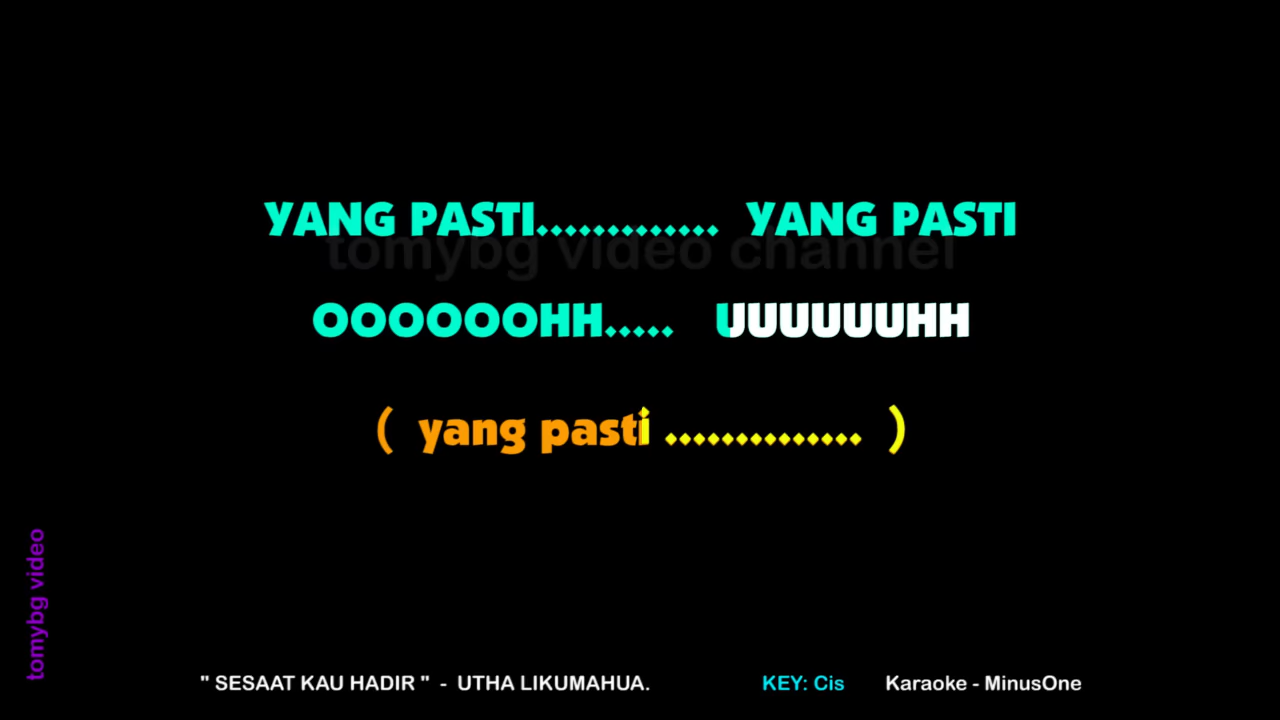 YANG PASTI............. YANG PASTI
tomybg video channel
OOOOOOHH..... UUUUUUUHH
( yang pasti .............. )
tomybg video
" SESAAT KAU HADIR " - UTHA LIKUMAHUA. KEY: Cis Karaoke - MinusOne